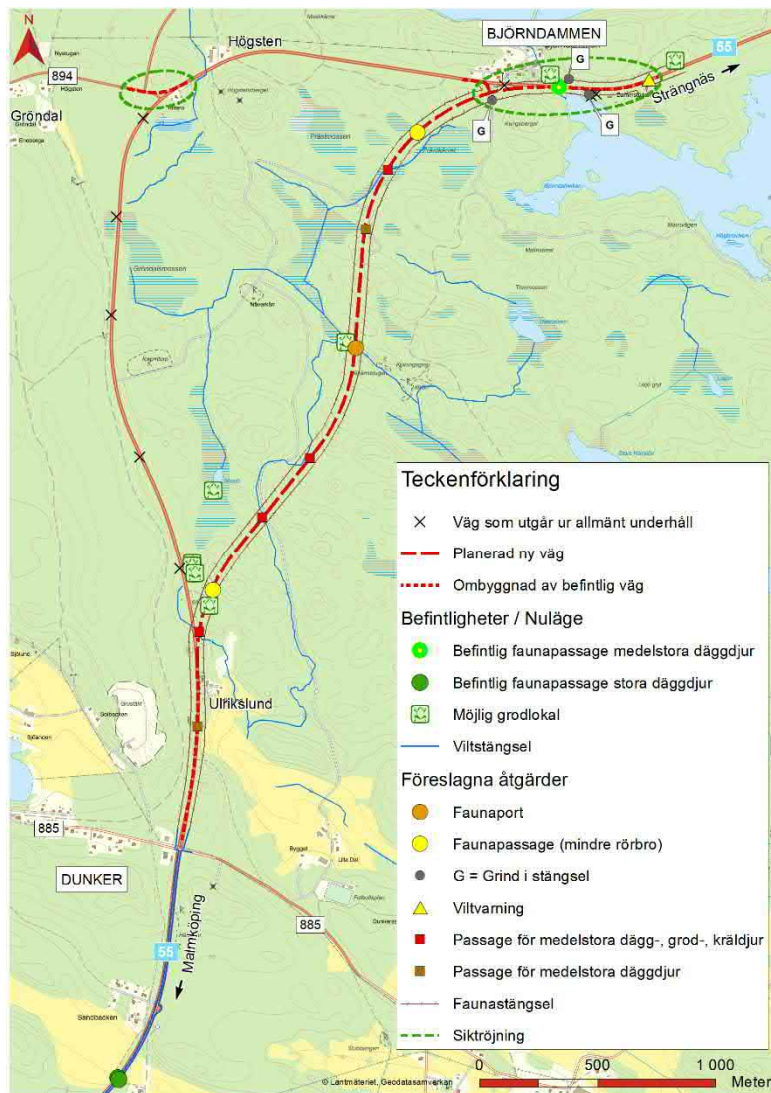 BJÖRNDAMMEN
Högsten
55
G
894
Strängnäs
Gröndal
G
G
Ulrikslund
885
DUNKER
885
Malmköping
55
Sandbacken
Teckenförklaring
Väg som utgår ur allmänt underhåll
Planerad ny väg
Ombyggnad av befintlig väg
Befintligheter / Nuläge
Befintlig faunapassage medelstora däggdjur
Befintlig faunapassage stora däggdjur
Möjlig grodlokal
Viltstängsel
Föreslagna åtgärder
Faunaport
Faunapassage (mindre rörbro)
G = Grind i stängsel
Viltvarning
Passage för medelstora dägg-, grod-, kräldjur
Passage för medelstora däggdjur
Faunastängsel
Siktröjning
0 500 1 000
Meter
© Lantmäteriet, Geodatasamverkan